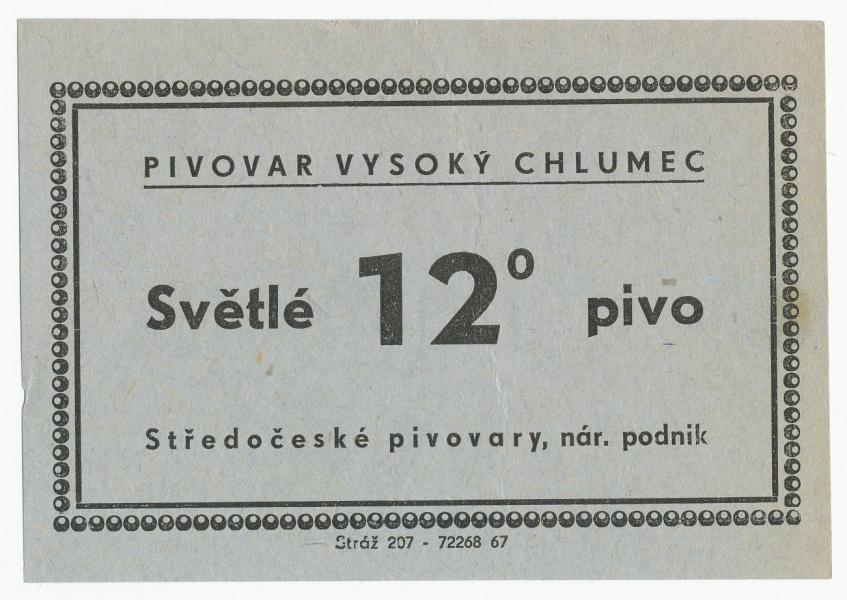 PIVOVAR VYSOKÝ CHLUMEC
Světlé 12° pivo
Středočeské pivovary, nár. podnik
Stráž 207 - 72268 67